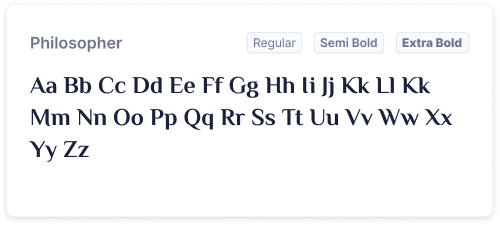 Philosopher
Regular
Semi Bold
Extra Bold
Aa Bb Cc Dd Ee Ff Gg Hh Ii Jj Kk Ll Kk
Mm Nn Oo Pp Qq Rr Ss Tt Uu Vv Ww Xx
Yy Zz